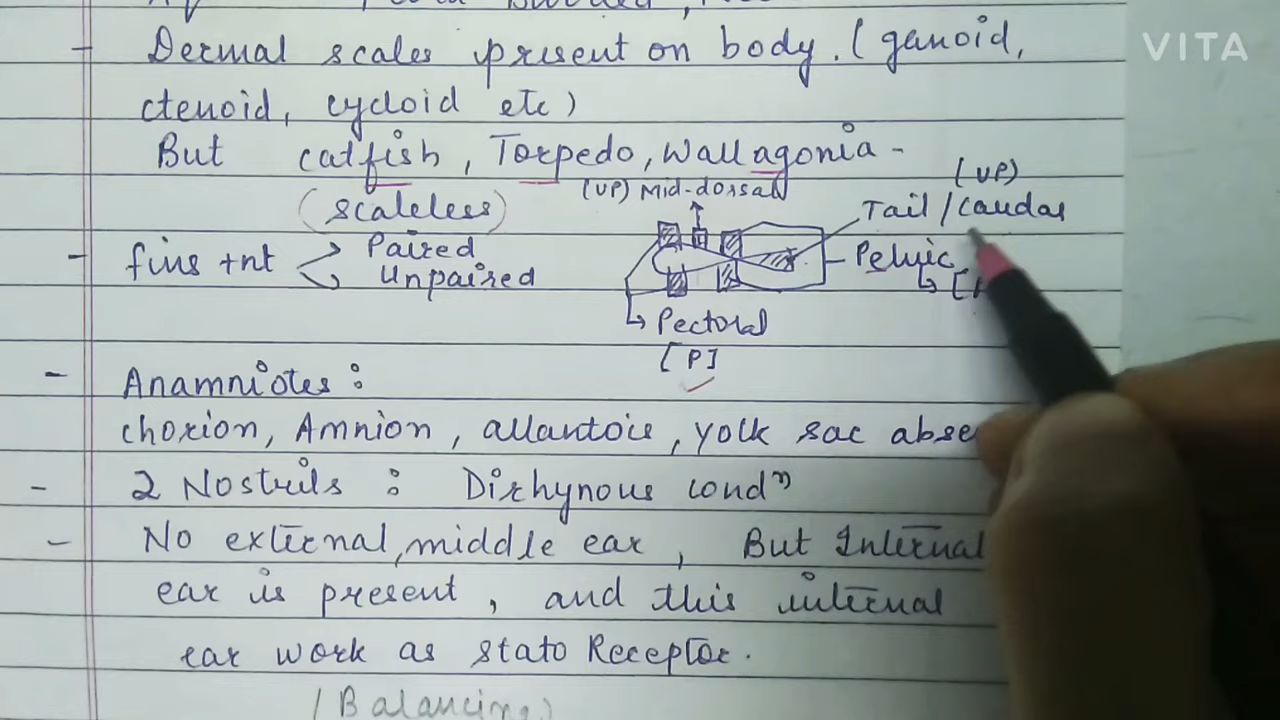 VITA
- Dermal scales present on body. (ganoid,
ctenoid, cycloid etc)
But catfish, Torpedo, Wallagonia -
(scaleless)
(UP) Mid-dorsal
(UP)
Tail / Caudal
Pelvic
- fins +nt Paired
Unpaired
Pectoral
[P]
- Anamniotes :
chorion, Amnion, allantois, yolk sac abse
- 2 Nostrils : Dirhynous condⁿ
- No external, middle ear, But Internal
ear is present, and this internal
ear work as stato Receptor.
(Balancing)